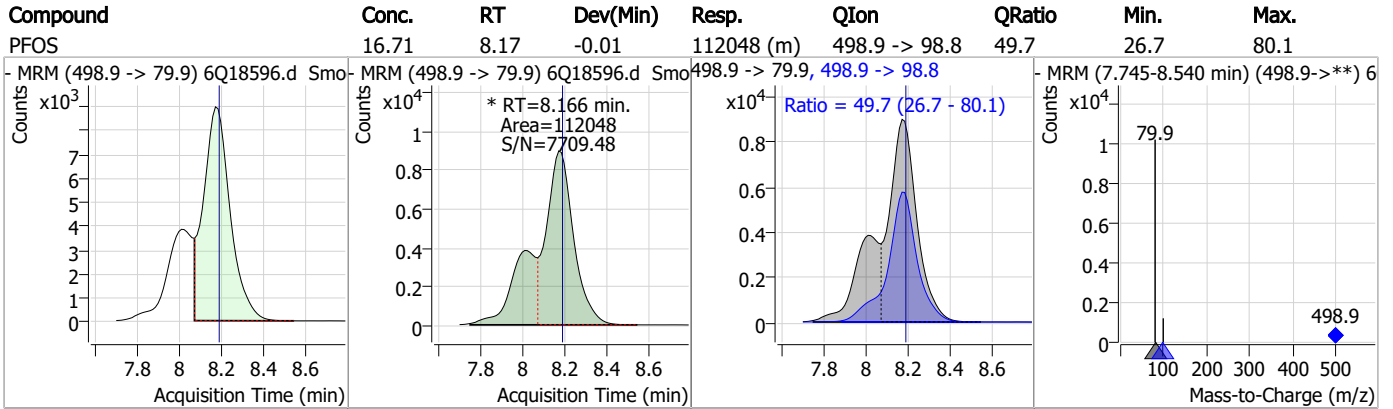 Compound Conc. RT Dev(Min) Resp. QIon QRatio Min. Max.
PFOS 16.71 8.17 -0.01 112048 (m) 498.9 -> 98.8 49.7 26.7 80.1
- MRM (498.9 -> 79.9) 6Q18596.d Smo
Counts
x10³
7
6
5
4
3
2
1
0
7.8 8 8.2 8.4 8.6
Acquisition Time (min)
- MRM (498.9 -> 79.9) 6Q18596.d Smo
Counts
x10⁴
* RT=8.166 min.
Area=112048
S/N=7709.48
1
0.8
0.6
0.4
0.2
0
7.8 8 8.2 8.4 8.6
Acquisition Time (min)
498.9 -> 79.9, 498.9 -> 98.8
x10⁴
Ratio = 49.7 (26.7 - 80.1)
0.8
0.6
0.4
0.2
0
7.8 8 8.2 8.4 8.6
- MRM (7.745-8.540 min) (498.9->**) 6
Counts
x10⁴
79.9
1
0.8
0.6
0.4
0.2
0
498.9
100 200 300 400 500
Mass-to-Charge (m/z)